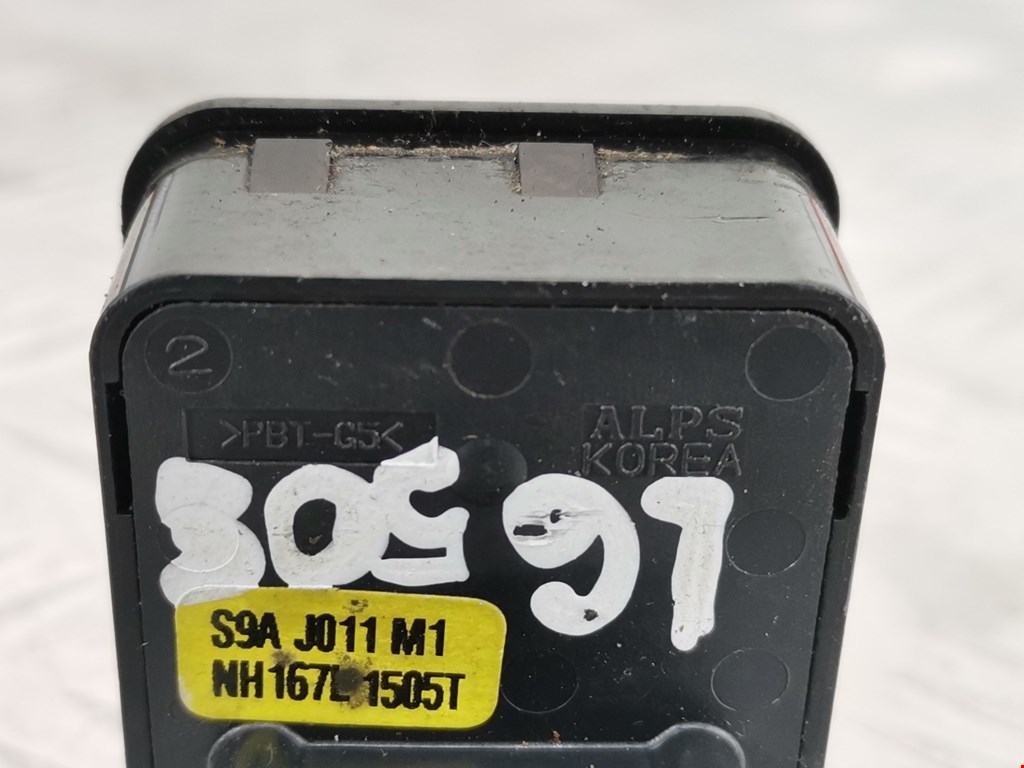 2
>PBT-G5<
ALPS
KOREA
30591
S9A J011 M1
NH167L 1505T